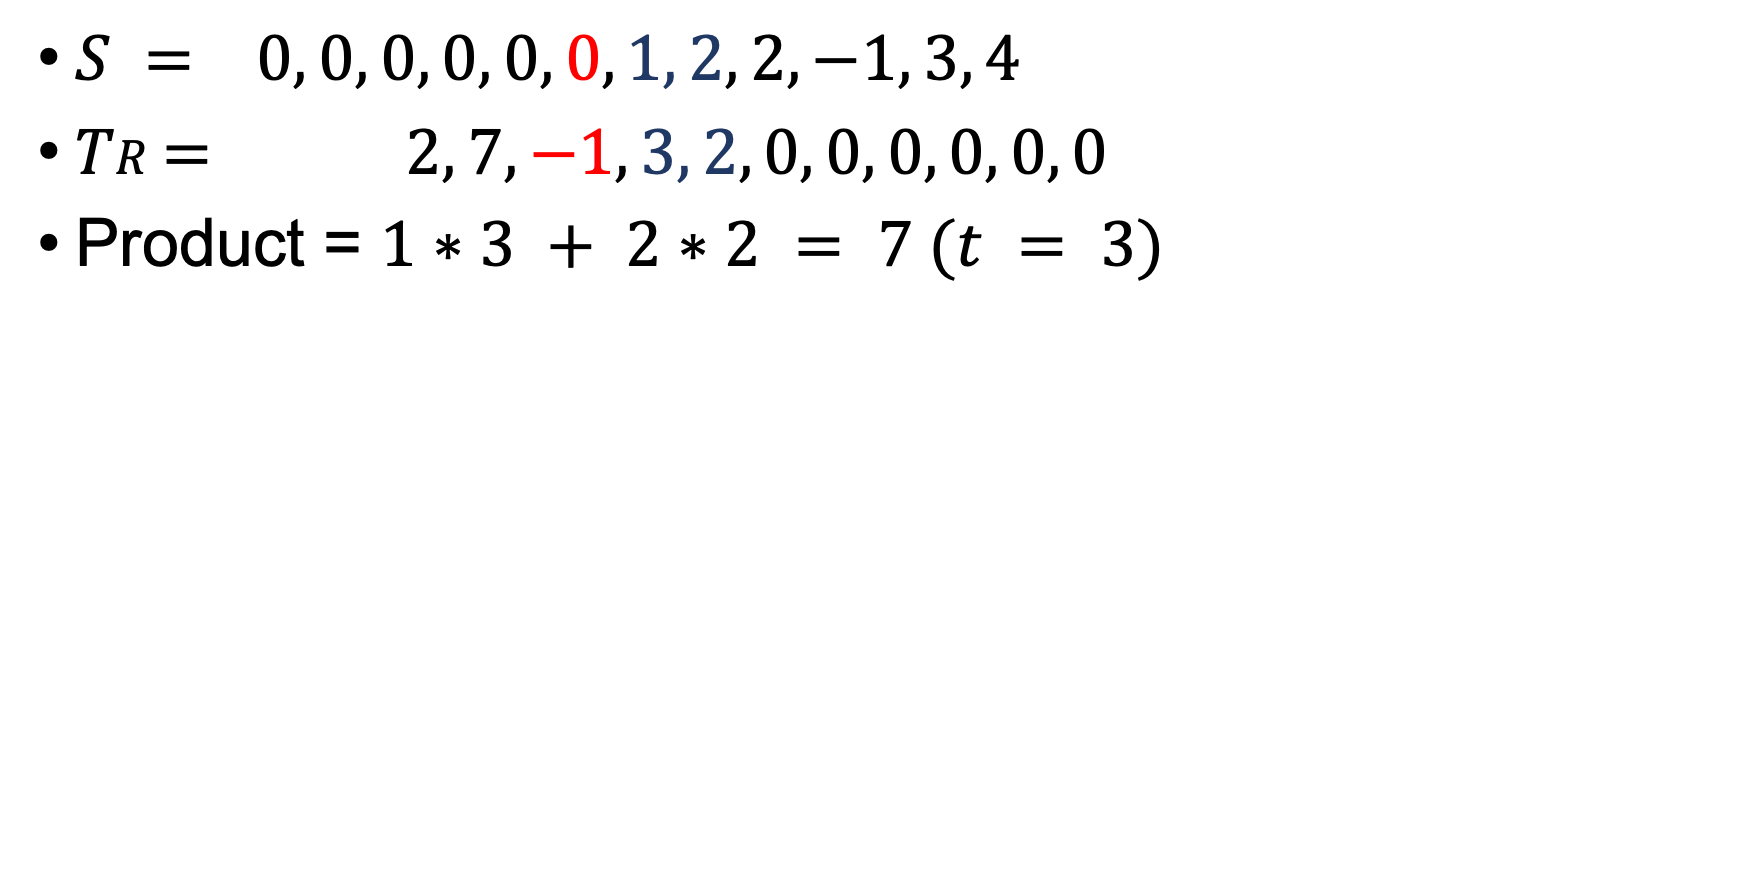 • S = 0, 0, 0, 0, 0, 0, 1, 2, 2, −1, 3, 4
• TR = 2, 7, −1, 3, 2, 0, 0, 0, 0, 0, 0
• Product = 1 ∗ 3 + 2 ∗ 2 = 7 (t = 3)